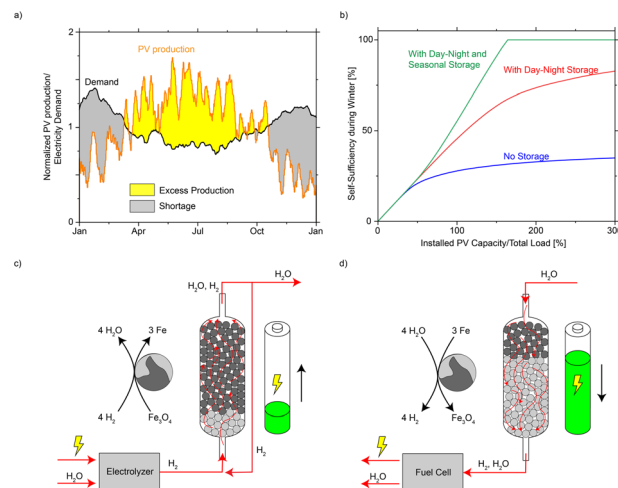 a)
Normalized PV production/
Electricity Demand
2
1
0
PV production
Demand
Excess Production
Shortage
Jan
Apr
Jul
Oct
Jan
b)
Self-Sufficiency during Winter [%]
100
50
0
With Day-Night and
Seasonal Storage
With Day-Night Storage
No Storage
0
100
200
300
Installed PV Capacity/Total Load [%]
c)
H₂O
H₂O, H₂
4 H₂O
3 Fe
4 H₂
Fe₃O₄
H₂
H₂
H₂O
Electrolyzer
d)
H₂O
4 H₂O
3 Fe
4 H₂
Fe₃O₄
H₂, H₂O
H₂O
Fuel Cell